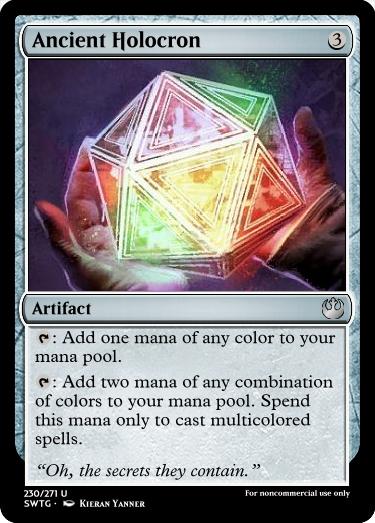 Ancient Holocron 3
Artifact
: Add one mana of any color to your
mana pool.
: Add two mana of any combination
of colors to your mana pool. Spend
this mana only to cast multicolored
spells.
“Oh, the secrets they contain.”
230/271 U
SWTG · Kieran Yanner
For noncommercial use only